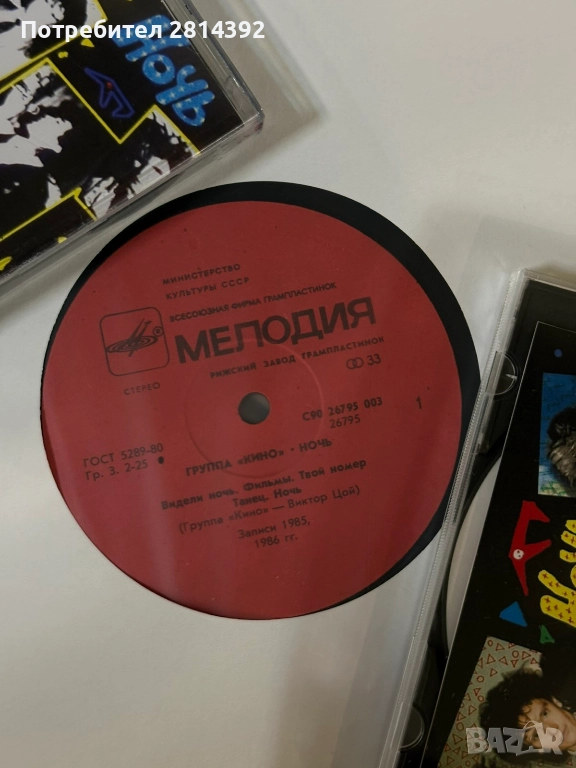 Потребител 2814392
НОЧЬ
МИНИСТЕРСТВО
КУЛЬТУРЫ СССР
ВСЕСОЮЗНАЯ ФИРМА ГРАМПЛАСТИНОК
МЕЛОДИЯ
РИЖСКИЙ ЗАВОД ГРАМПЛАСТИНОК
СТЕРЕО
33
ГОСТ 5289-80
Гр. 3. 2-25
С90 26795 003
26795
1
ГРУППА «КИНО» · НОЧЬ
Видели ночь. Фильмы. Твой номер
Танец. Ночь
(Группа «Кино» — Виктор Цой)
Записи 1985,
1986 гг.
BAZAR